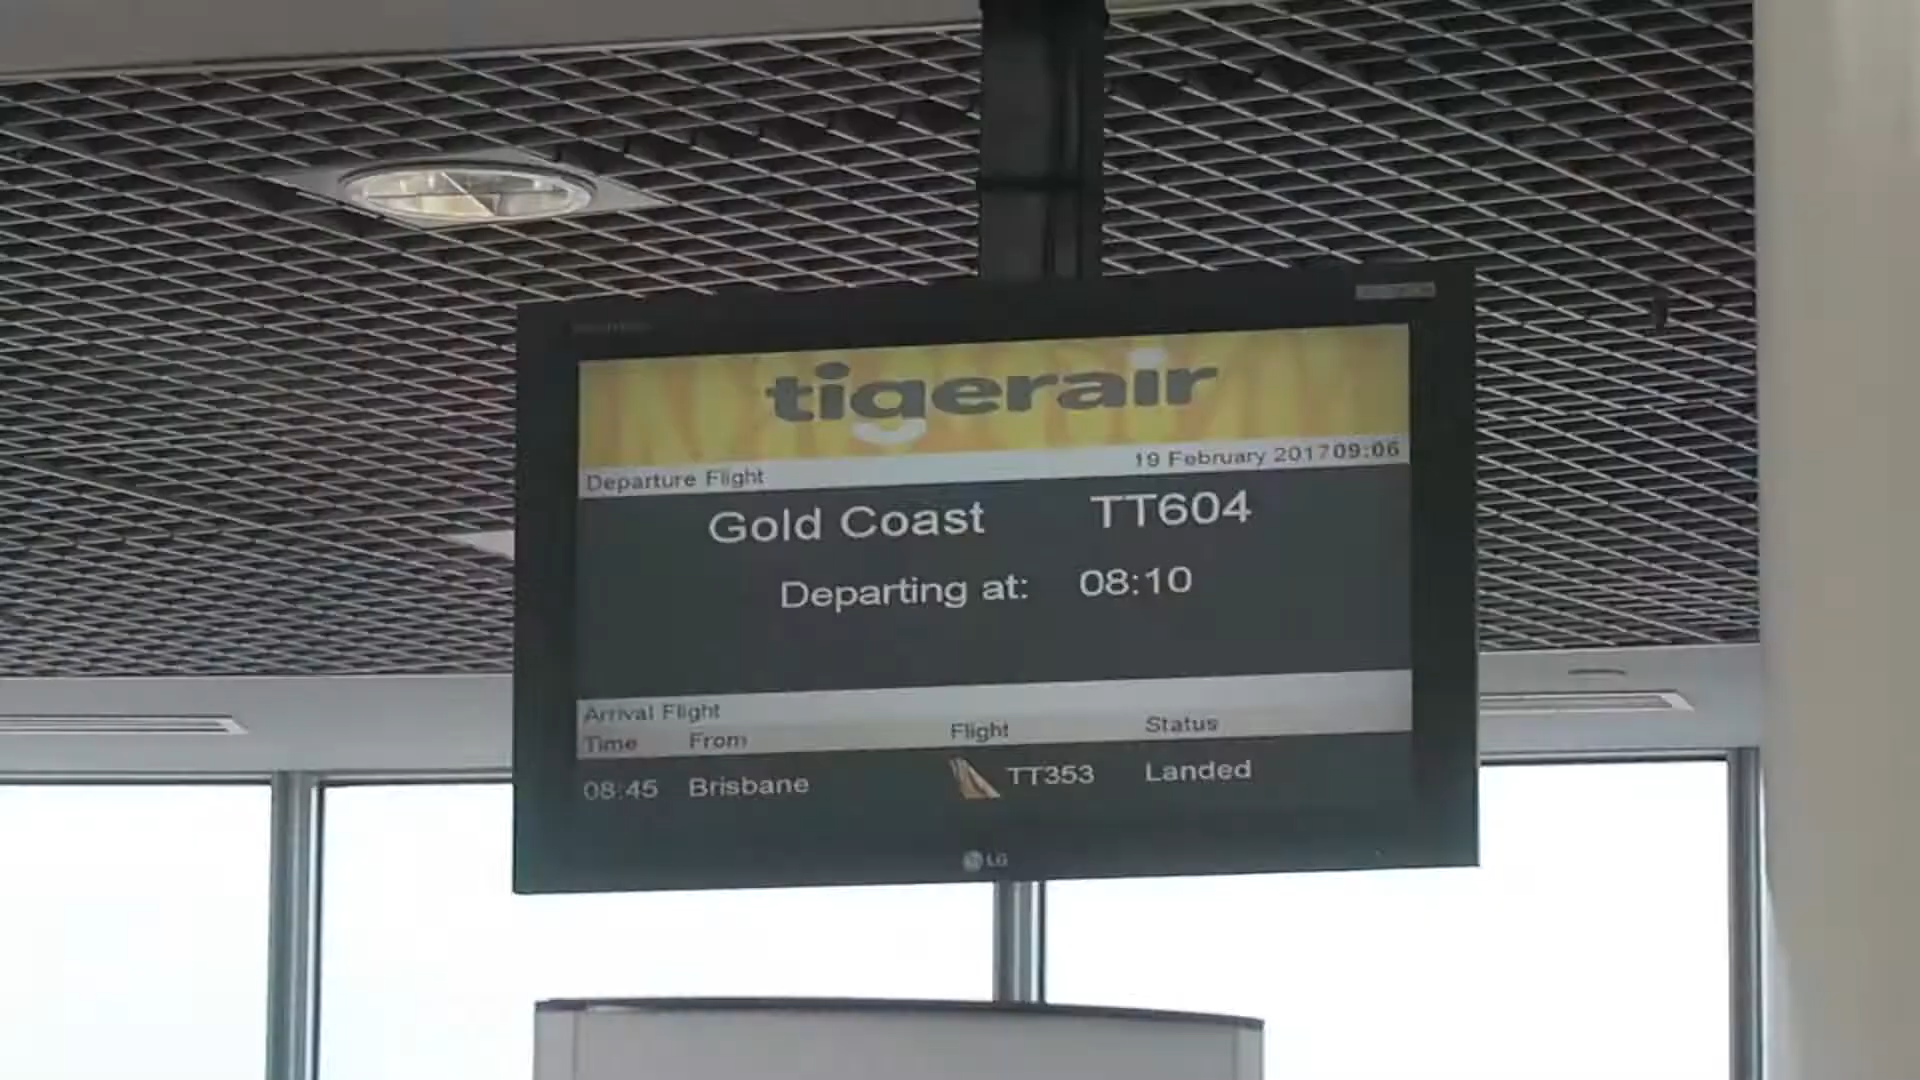 tigerair
Departure Flight 19 February 2017 09:06
Gold Coast TT604
Departing at: 08:10
Arrival Flight
Time From Flight Status
08:45 Brisbane TT353 Landed
LG